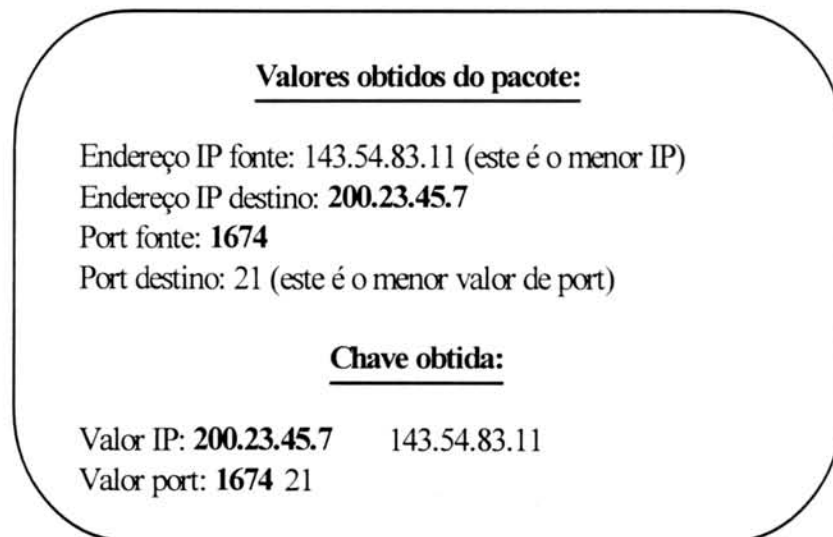 Valores obtidos do pacote:
Endereço IP fonte: 143.54.83.11 (este é o menor IP)
Endereço IP destino: 200.23.45.7
Port fonte: 1674
Port destino: 21 (este é o menor valor de port)
Chave obtida:
Valor IP: 200.23.45.7 143.54.83.11
Valor port: 1674 21